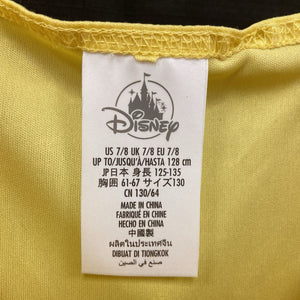 Disney
US 7/8 UK 7/8 EU 7/8
UP TO/JUSQU'À/HASTA 128 cm
JP日本 身長 125-135
胸囲 61-67 サイズ130
CN 130/64
MADE IN CHINA
FABRIQUÉ EN CHINE
HECHO EN CHINA
中國製
ผลิตในประเทศจีน
DIBUAT DI TIONGKOK
صنع في الصين